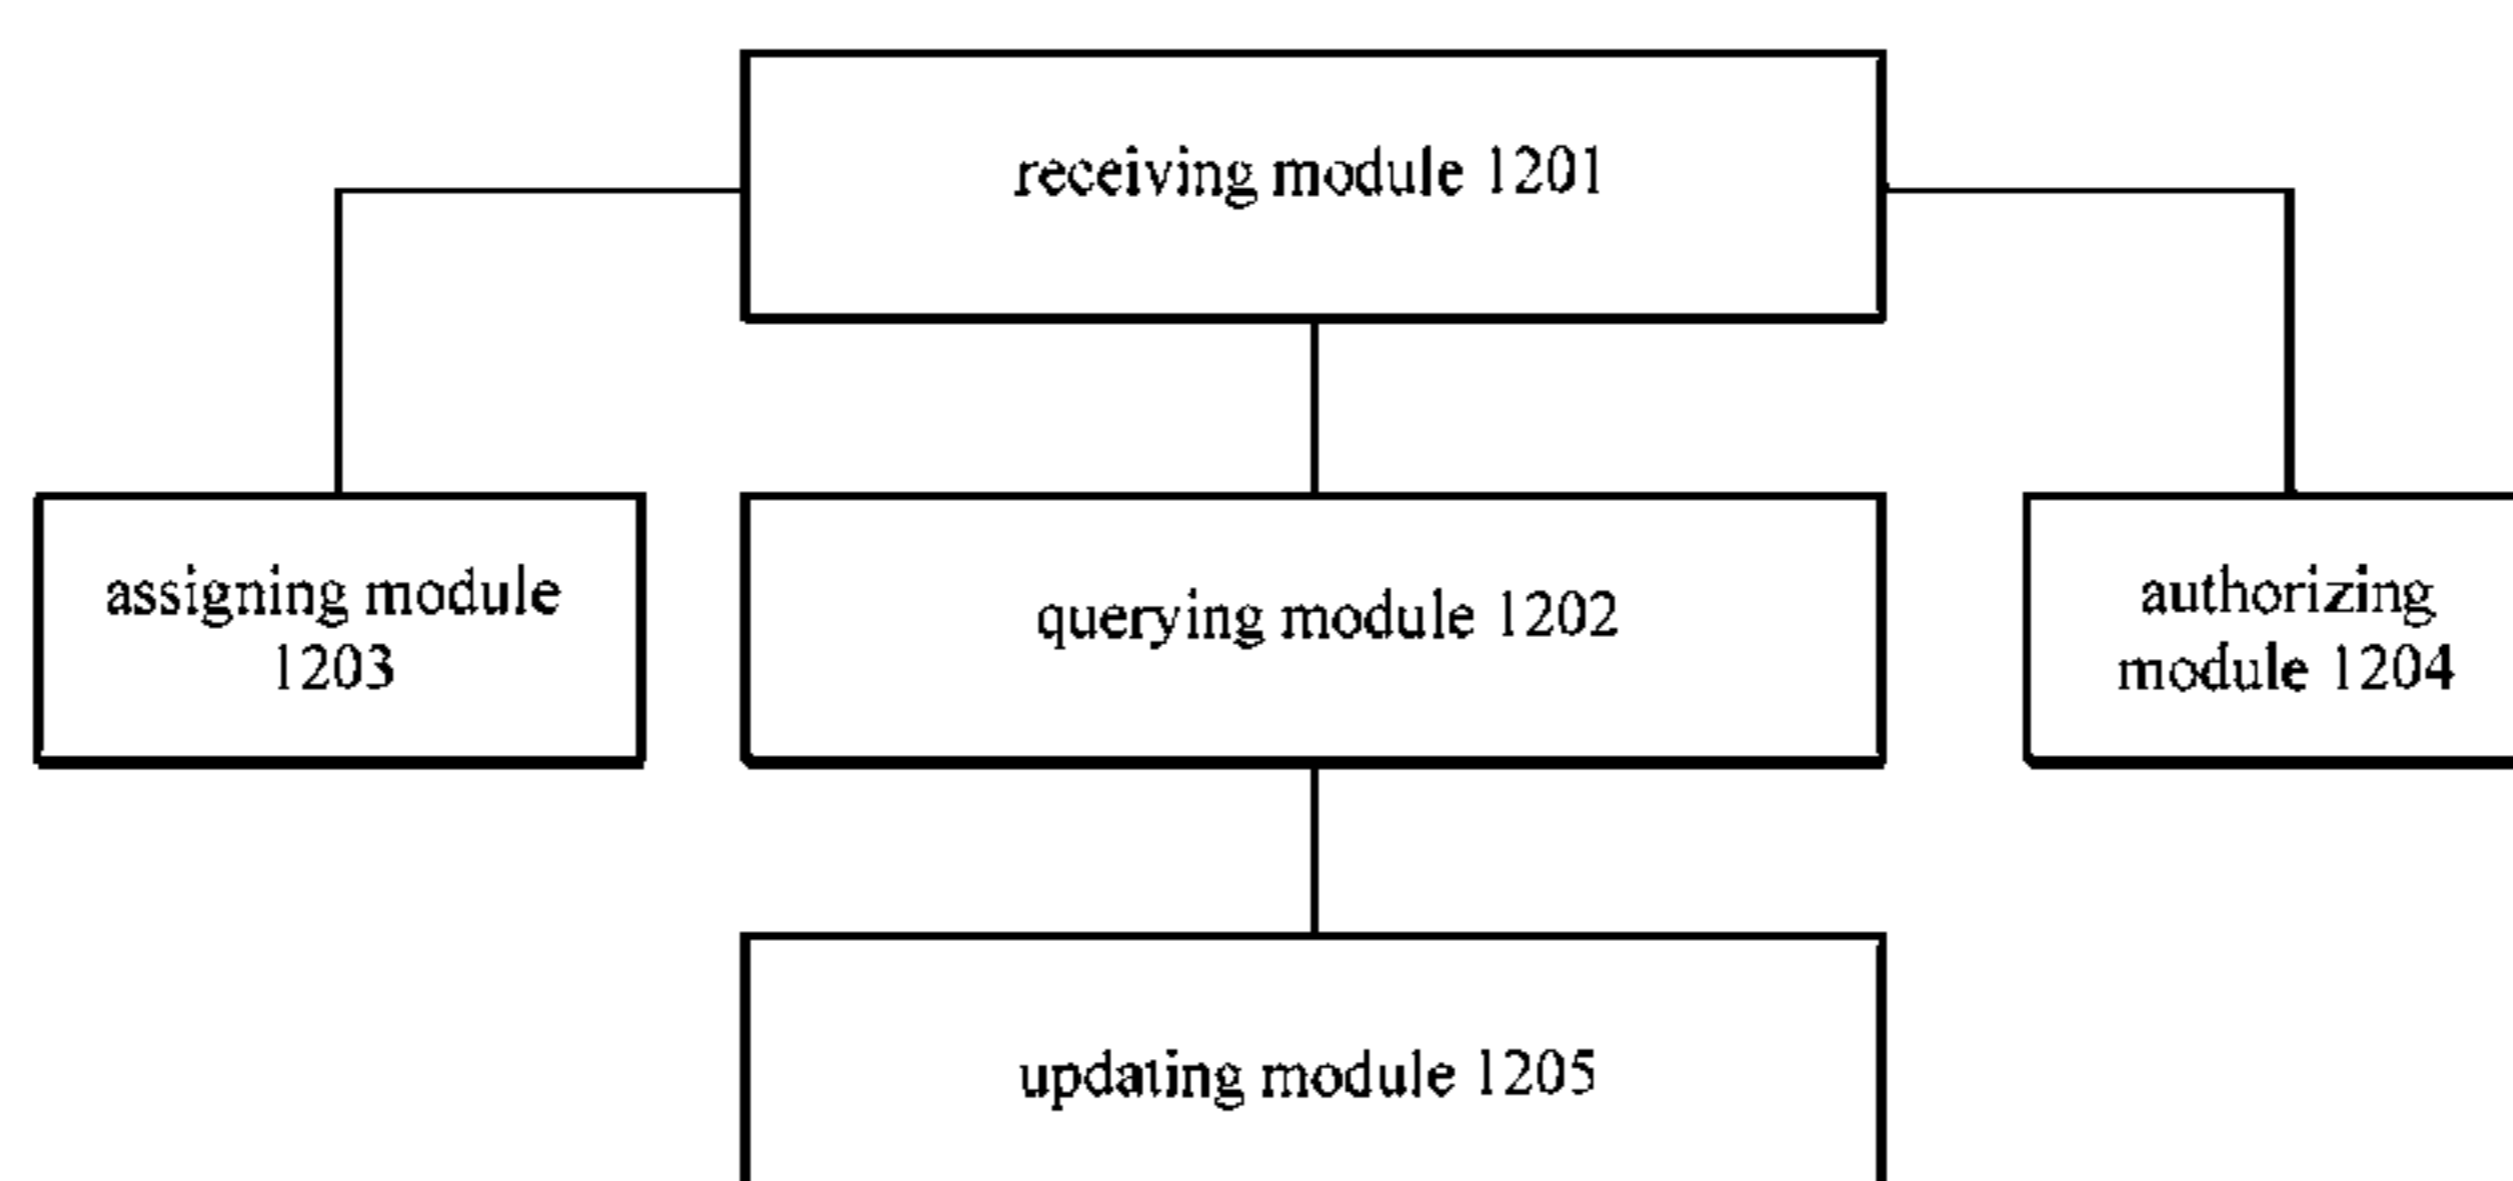 receiving module 1201
assigning module
1203
querying module 1202
authorizing
module 1204
updating module 1205